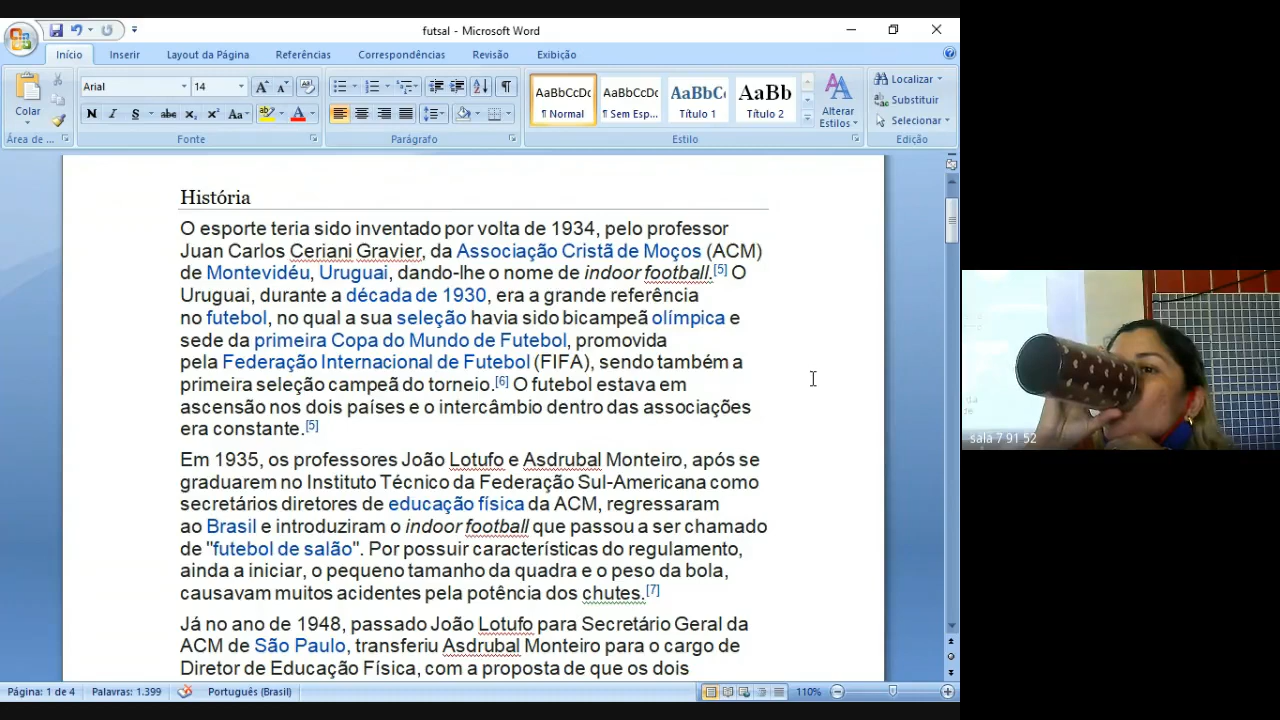 futsal - Microsoft Word
Início Inserir Layout da Página Referências Correspondências Revisão Exibição
Colar
Arial 14
N I S abc x₂ x² Aa
AaBbCcDc AaBbCcDc AaBbC AaBb
¶ Normal ¶ Sem Esp... Título 1 Título 2
Alterar
Estilos
Localizar
Substituir
Selecionar
Área de ... Fonte Parágrafo Estilo Edição
História
O esporte teria sido inventado por volta de 1934, pelo professor
Juan Carlos Ceriani Gravier, da Associação Cristã de Moços (ACM)
de Montevidéu, Uruguai, dando-lhe o nome de indoor football.[5] O
Uruguai, durante a década de 1930, era a grande referência
no futebol, no qual a sua seleção havia sido bicampeã olímpica e
sede da primeira Copa do Mundo de Futebol, promovida
pela Federação Internacional de Futebol (FIFA), sendo também a
primeira seleção campeã do torneio.[6] O futebol estava em
ascensão nos dois países e o intercâmbio dentro das associações
era constante.[5]
Em 1935, os professores João Lotufo e Asdrubal Monteiro, após se
graduarem no Instituto Técnico da Federação Sul-Americana como
secretários diretores de educação física da ACM, regressaram
ao Brasil e introduziram o indoor football que passou a ser chamado
de "futebol de salão". Por possuir características do regulamento,
ainda a iniciar, o pequeno tamanho da quadra e o peso da bola,
causavam muitos acidentes pela potência dos chutes.[7]
Já no ano de 1948, passado João Lotufo para Secretário Geral da
ACM de São Paulo, transferiu Asdrubal Monteiro para o cargo de
Diretor de Educação Física, com a proposta de que os dois
Página: 1 de 4 Palavras: 1.399 Português (Brasil) 110%
sala 7 91 52